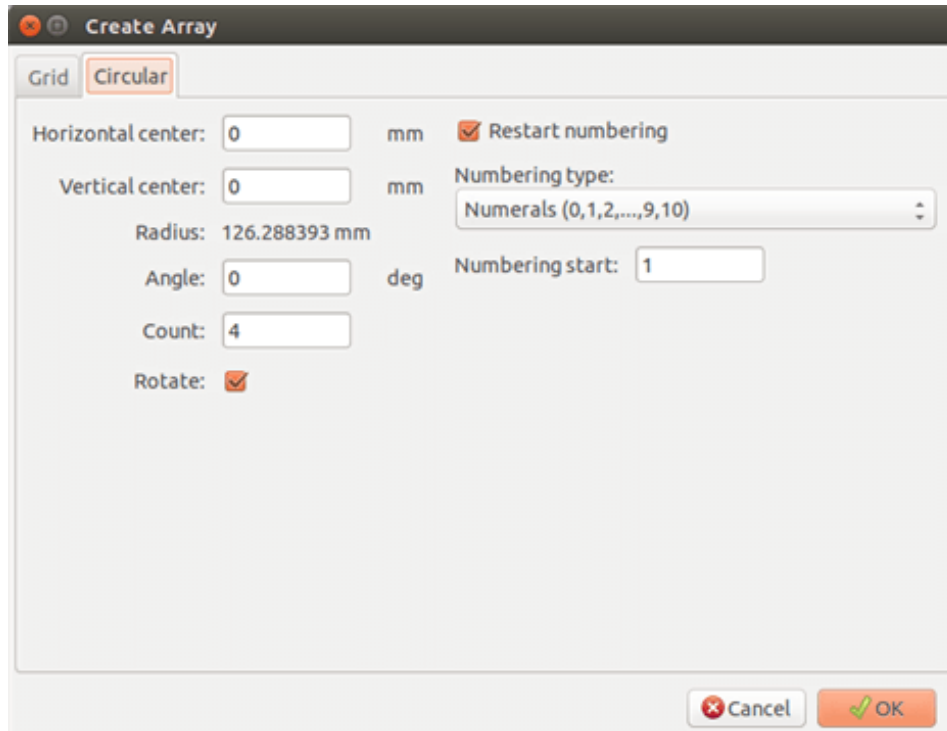 Create Array
Grid Circular
Horizontal center: 0 mm
Vertical center: 0 mm
Radius: 126.288393 mm
Angle: 0 deg
Count: 4
Rotate:
Restart numbering
Numbering type:
Numerals (0,1,2,...,9,10)
Numbering start: 1
Cancel OK